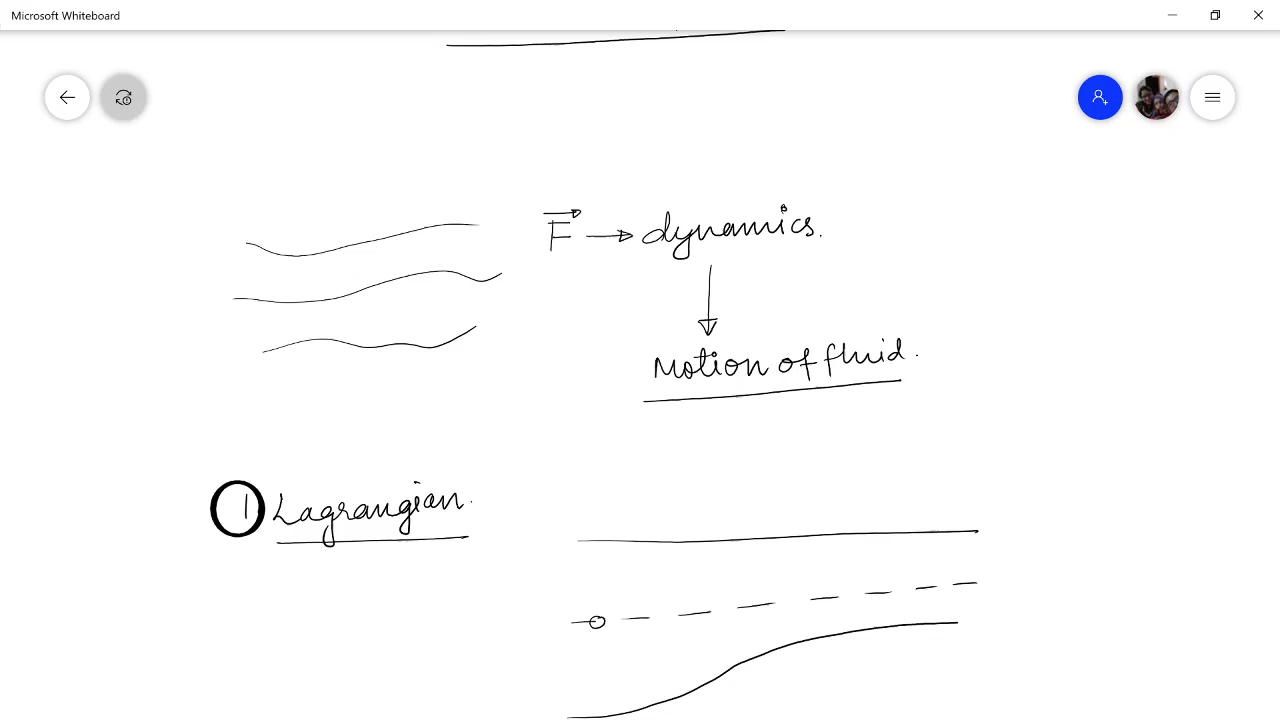 Microsoft Whiteboard
F → dynamics.
Motion of fluid.
1 Lagrangian.